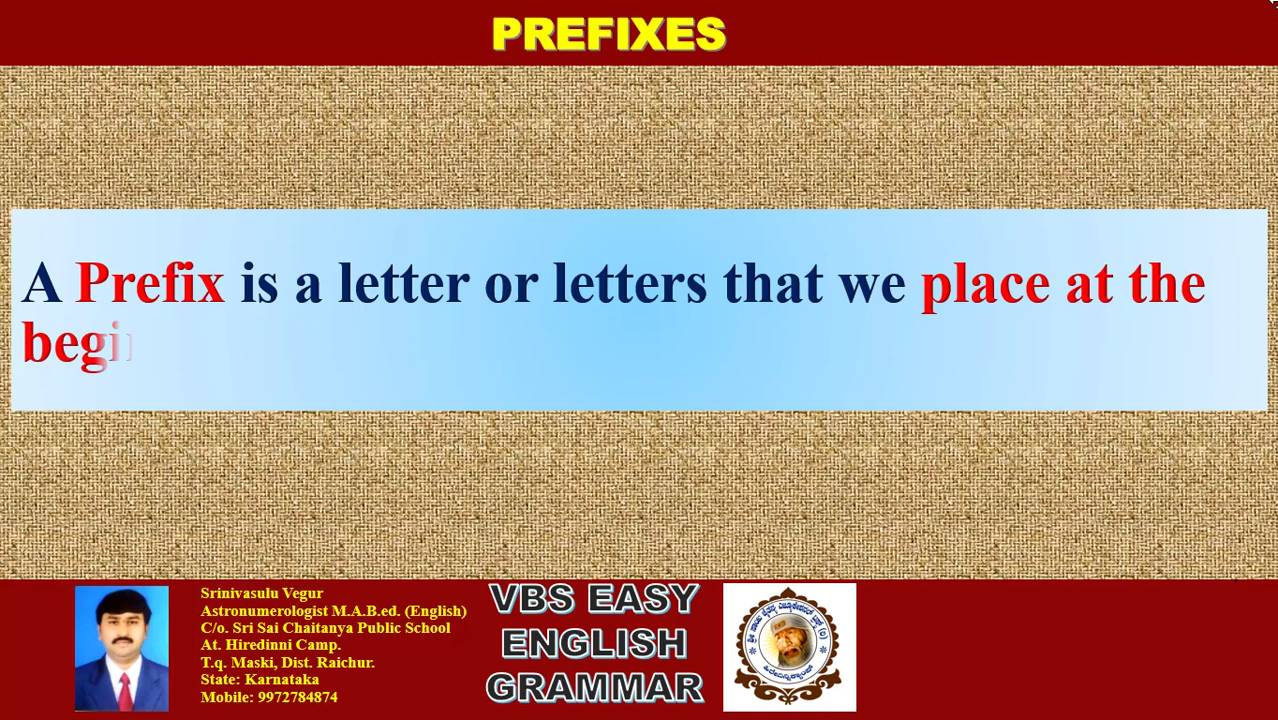 PREFIXES
A Prefix is a letter or letters that we place at the
begi
Srinivasulu Vegur
Astronumerologist M.A.B.ed. (English)
C/o. Sri Sai Chaitanya Public School
At. Hiredinni Camp.
T.q. Maski, Dist. Raichur.
State: Karnataka
Mobile: 9972784874
VBS EASY
ENGLISH
GRAMMAR